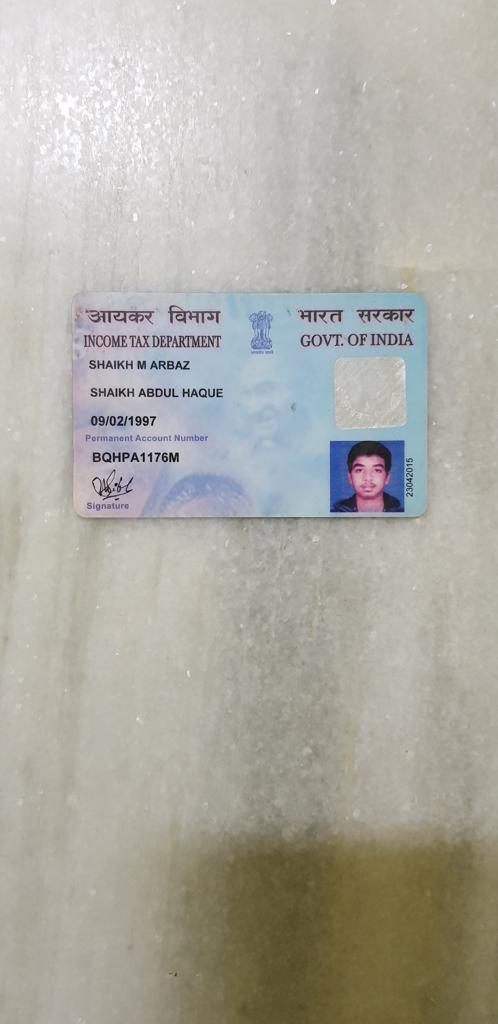 आयकर विभाग भारत सरकार
INCOME TAX DEPARTMENT GOVT. OF INDIA
SHAIKH M ARBAZ
SHAIKH ABDUL HAQUE
09/02/1997
Permanent Account Number
BQHPA1176M
Signature
23042015